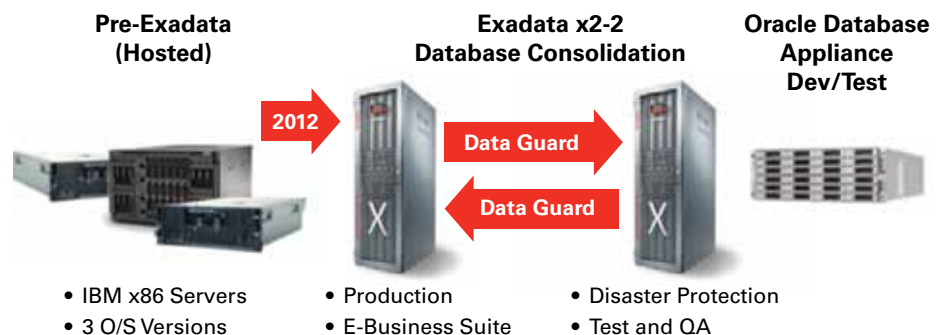 Pre-Exadata
(Hosted)
Exadata x2-2
Database Consolidation
Oracle Database
Appliance
Dev/Test
2012
Data Guard
Data Guard
X
X
• IBM x86 Servers
• 3 O/S Versions
• Production
• E-Business Suite
• Disaster Protection
• Test and QA